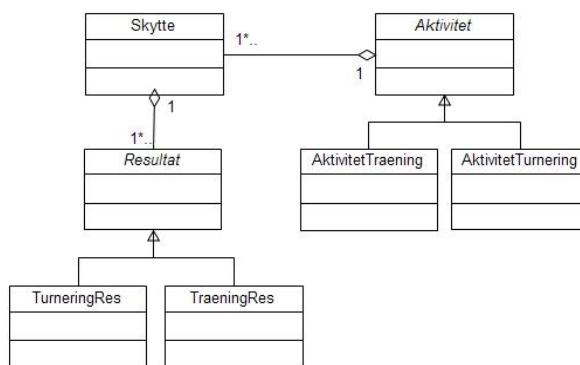 Skytte
1*..
Aktivitet
1
1
1*..
Resultat
AktivitetTraening
AktivitetTurnering
TurneringRes
TraeningRes